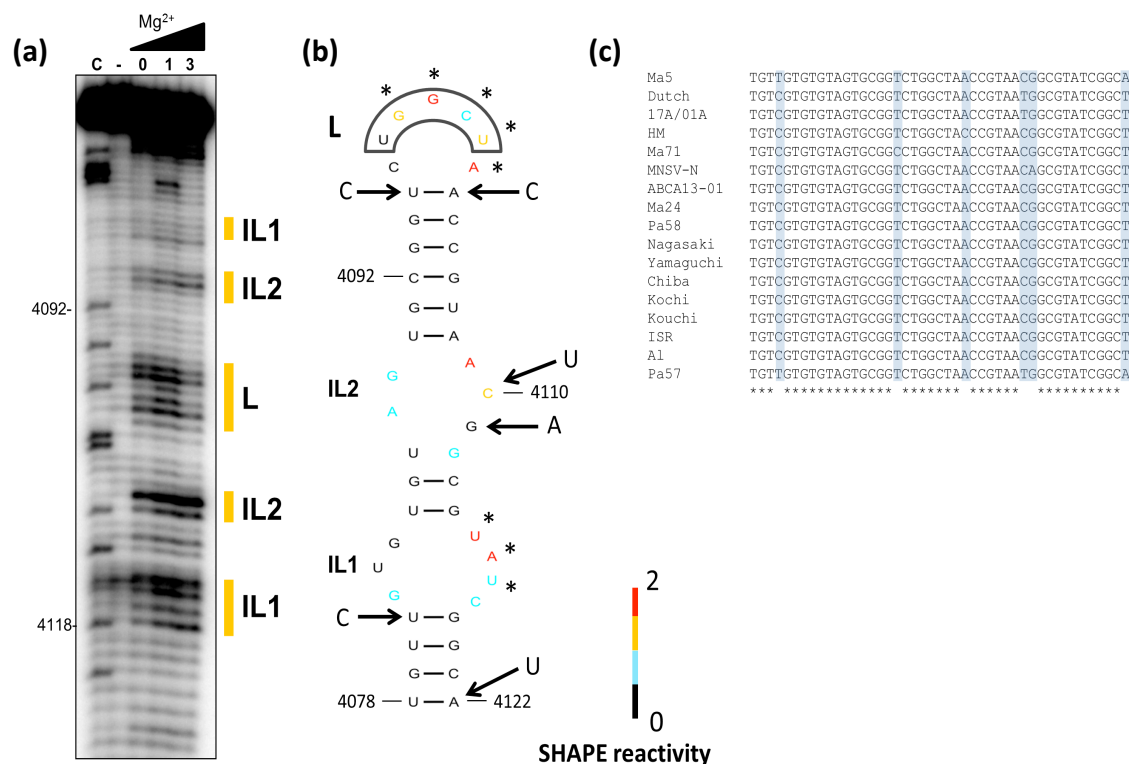 (a)
Mg²⁺
C - 0 1 3
IL1
IL2
4092-
L
IL2
IL1
4118-
(b)
* * * * *
L
U G G C U
C A
C U A C
G C
G C
4092 C G
G U
U A
IL2
G A U
A C 4110
G A
U G
G C
U G
IL1
G U *
U A *
G U *
C
C U G
U G
G C
U
4078 U A 4122
2
0
SHAPE reactivity
(c)
Ma5 TGTTGTGTGTAGTGCGGTCTGGCTAACCGTAACGGCGTATCGGCA
Dutch TGTCGTGTGTAGTGCGGTCTGGCTAACCGTAATGGCGTATCGGCT
17A/01A TGTCGTGTGTAGTGCGGTCTGGCTAACCGTAATGGCGTATCGGCT
HM TGTCGTGTGTAGTGCGGTCTGGCTACCCGTAACGGCGTATCGGCT
Ma71 TGTCGTGTGTAGTGCGGCCTGGCTAACCGTAACGGCGTATCGGCT
MNSV-N TGTCGTGTGTAGTGCGGTCTGGCTAACCGTAACAGCGTATCGGCT
ABCA13-01 TGTCGTGTGTAGTGCGGTCTGGCTAACCGTAACGGCGTATCGGCT
Ma24 TGTCGTGTGTAGTGCGGTCTGGCTAACCGTAACGGCGTATCGGCT
Pa58 TGTCGTGTGTAGTGCGGTCTGGCTAACCGTAACGGCGTATCGGCT
Nagasaki TGTCGTGTGTAGTGCGGTCTGGCTAACCGTAACGGCGTATCGGCT
Yamaguchi TGTCGTGTGTAGTGCGGTCTGGCTAACCGTAACGGCGTATCGGCT
Chiba TGTCGTGTGTAGTGCGGTCTGGCTAACCGTAACGGCGTATCGGCT
Kochi TGTCGTGTGTAGTGCGGTCTGGCTAACCGTAACGGCGTATCGGCT
Kouchi TGTCGTGTGTAGTGCGGTCTGGCTAACCGTAACGGCGTATCGGCT
ISR TGTCGTGTGTAGTGCGGTCTGGCTAACCGTAACGGCGTATCGGCT
Al TGTCGTGTGTAGTGCGGTCTGGCTAACCGTAACGGCGTATCGGCT
Pa57 TGTTGTGTGTAGTGCGGTCTGGCTAACCGTAATGGCGTATCGGCA
*** ************* ******* ******  **********